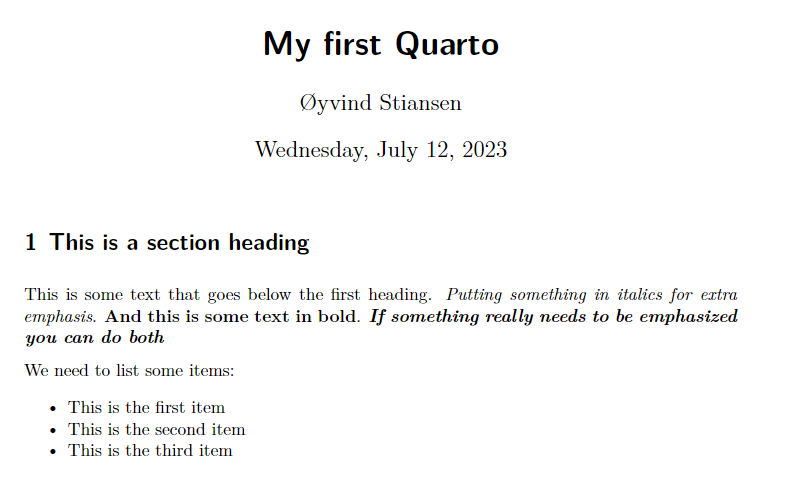 My first Quarto
Øyvind Stiansen
Wednesday, July 12, 2023
1 This is a section heading
This is some text that goes below the first heading. Putting something in italics for extra
emphasis. And this is some text in bold. If something really needs to be emphasized
you can do both
We need to list some items:
• This is the first item
• This is the second item
• This is the third item